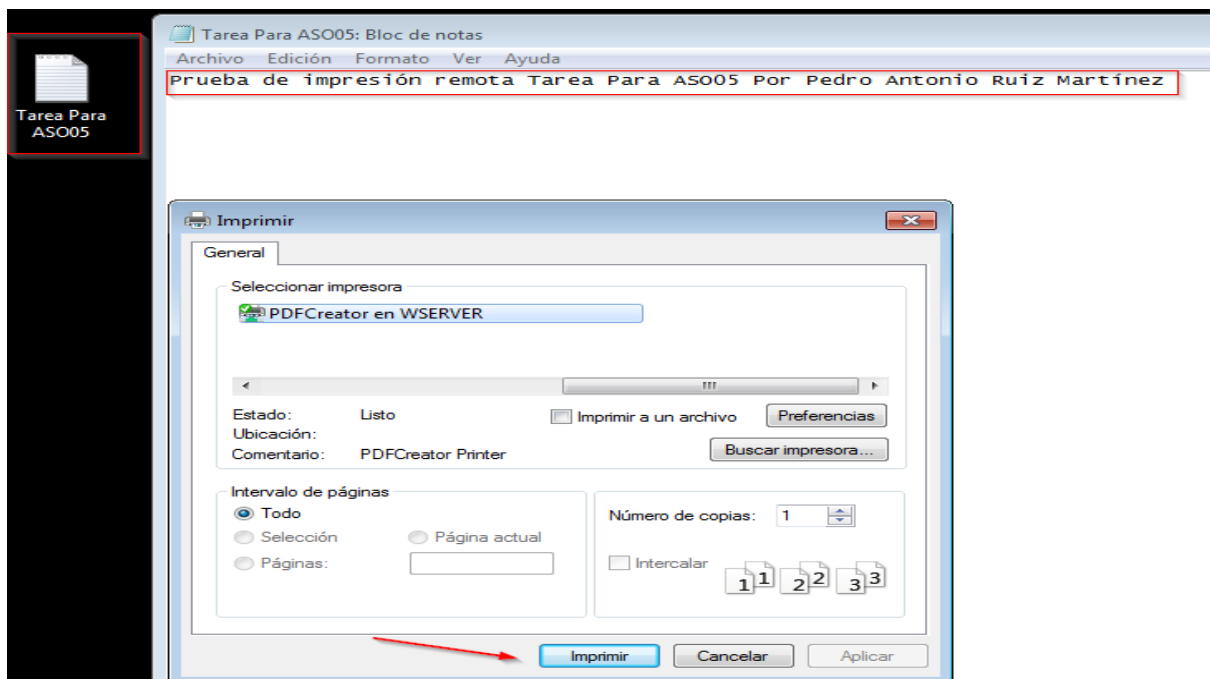 Tarea Para ASO05: Bloc de notas
Archivo Edición Formato Ver Ayuda
Prueba de impresión remota Tarea Para ASO05 Por Pedro Antonio Ruiz Martínez
Tarea Para
ASO05
Imprimir
General
Seleccionar impresora
PDFCreator en WSERVER
Estado: Listo
Imprimir a un archivo
Preferencias
Ubicación:
Comentario: PDFCreator Printer
Buscar impresora...
Intervalo de páginas
Todo
Selección
Página actual
Páginas:
Número de copias: 1
Intercalar
1 1 2 2 3 3
Imprimir
Cancelar
Aplicar